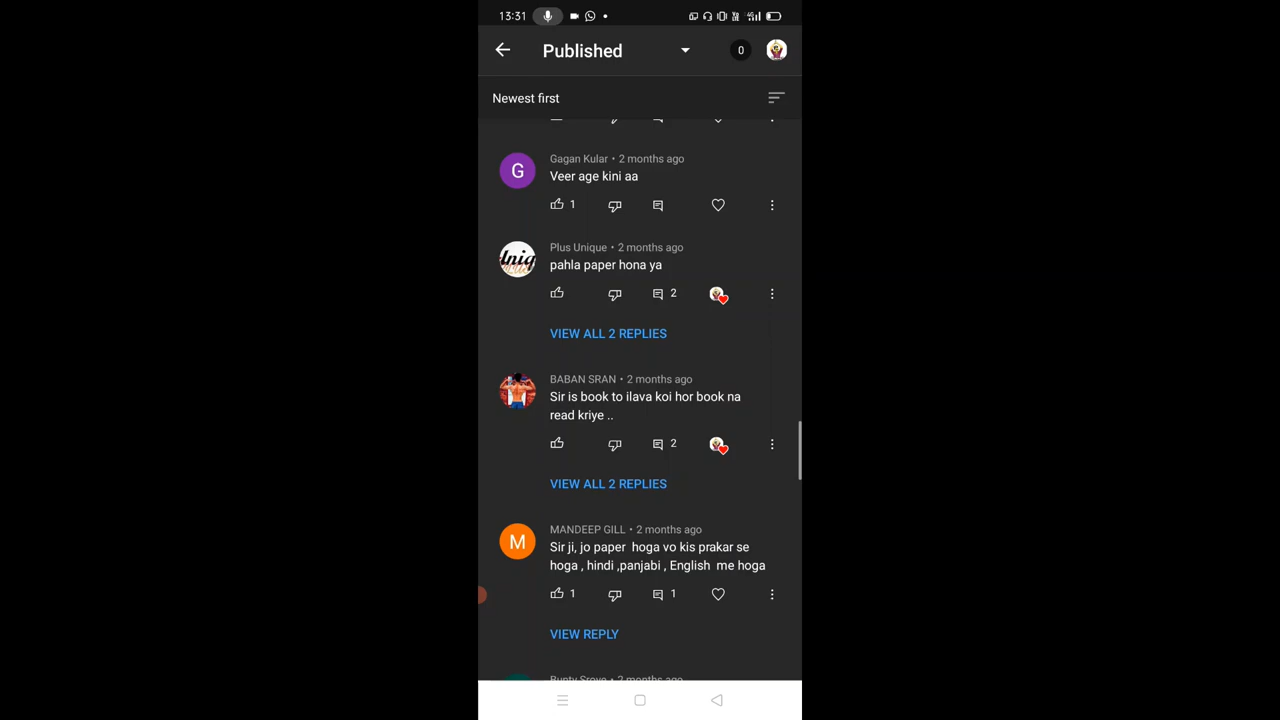 13:31
Published
0
Newest first
Gagan Kular • 2 months ago
Veer age kini aa
1
Plus Unique • 2 months ago
pahla paper hona ya
2
VIEW ALL 2 REPLIES
BABAN SRAN • 2 months ago
Sir is book to ilava koi hor book na
read kriye ..
2
VIEW ALL 2 REPLIES
G
M
MANDEEP GILL • 2 months ago
Sir ji, jo paper hoga vo kis prakar se
hoga , hindi ,panjabi , English me hoga
1
1
VIEW REPLY
2 months ago